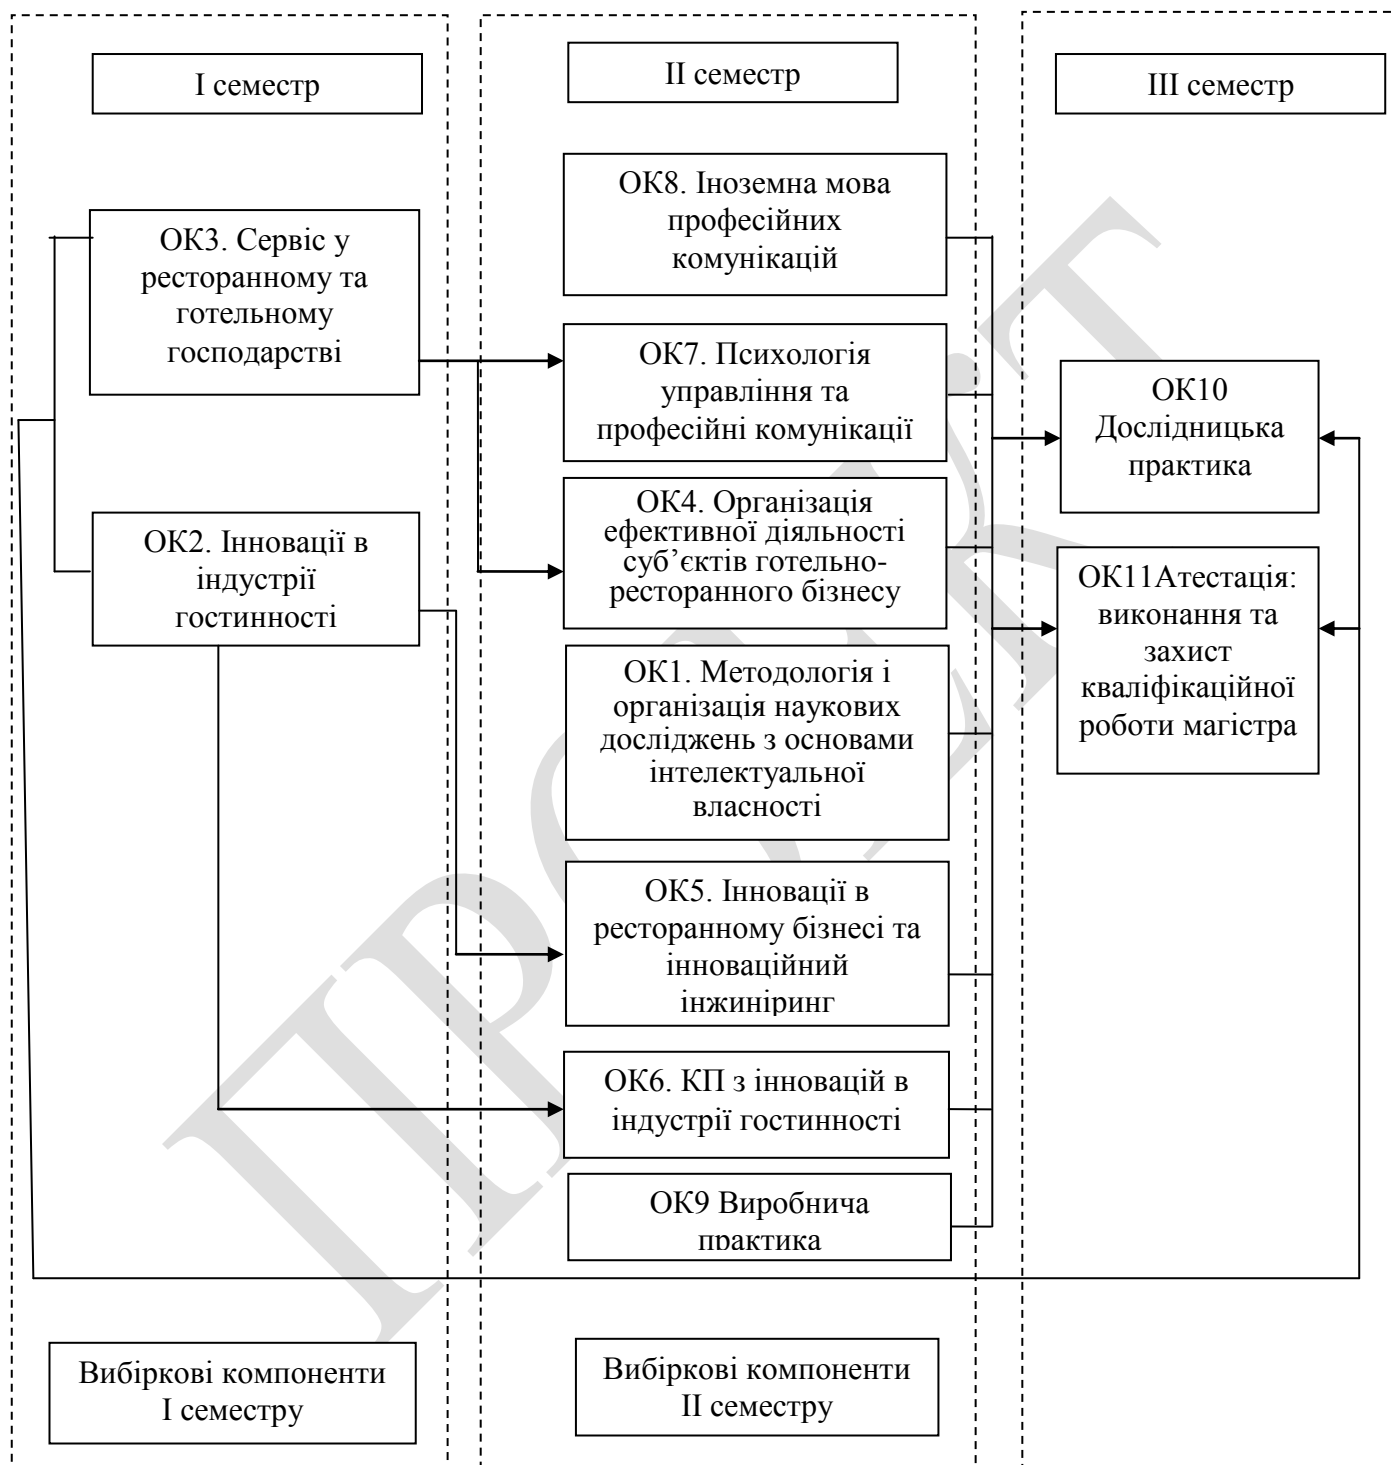 І семестр
ІІ семестр
ІІІ семестр
ОК3. Сервіс у
ресторанному та
готельному
господарстві
ОК2. Інновації в
індустрії
гостинності
ОК8. Іноземна мова
професійних
комунікацій
ОК7. Психологія
управління та
професійні комунікації
ОК4. Організація
ефективної діяльності
суб’єктів готельно-
ресторанного бізнесу
ОК1. Методологія і
організація наукових
досліджень з основами
інтелектуальної
власності
ОК5. Інновації в
ресторанному бізнесі та
інноваційний
інжиніринг
ОК6. КП з інновацій в
індустрії гостинності
ОК9 Виробнича
практика
ОК10
Дослідницька
практика
ОК11Атестація:
виконання та
захист
кваліфікаційної
роботи магістра
Вибіркові компоненти
І семестру
Вибіркові компоненти
ІІ семестру
ПРОЕКТ